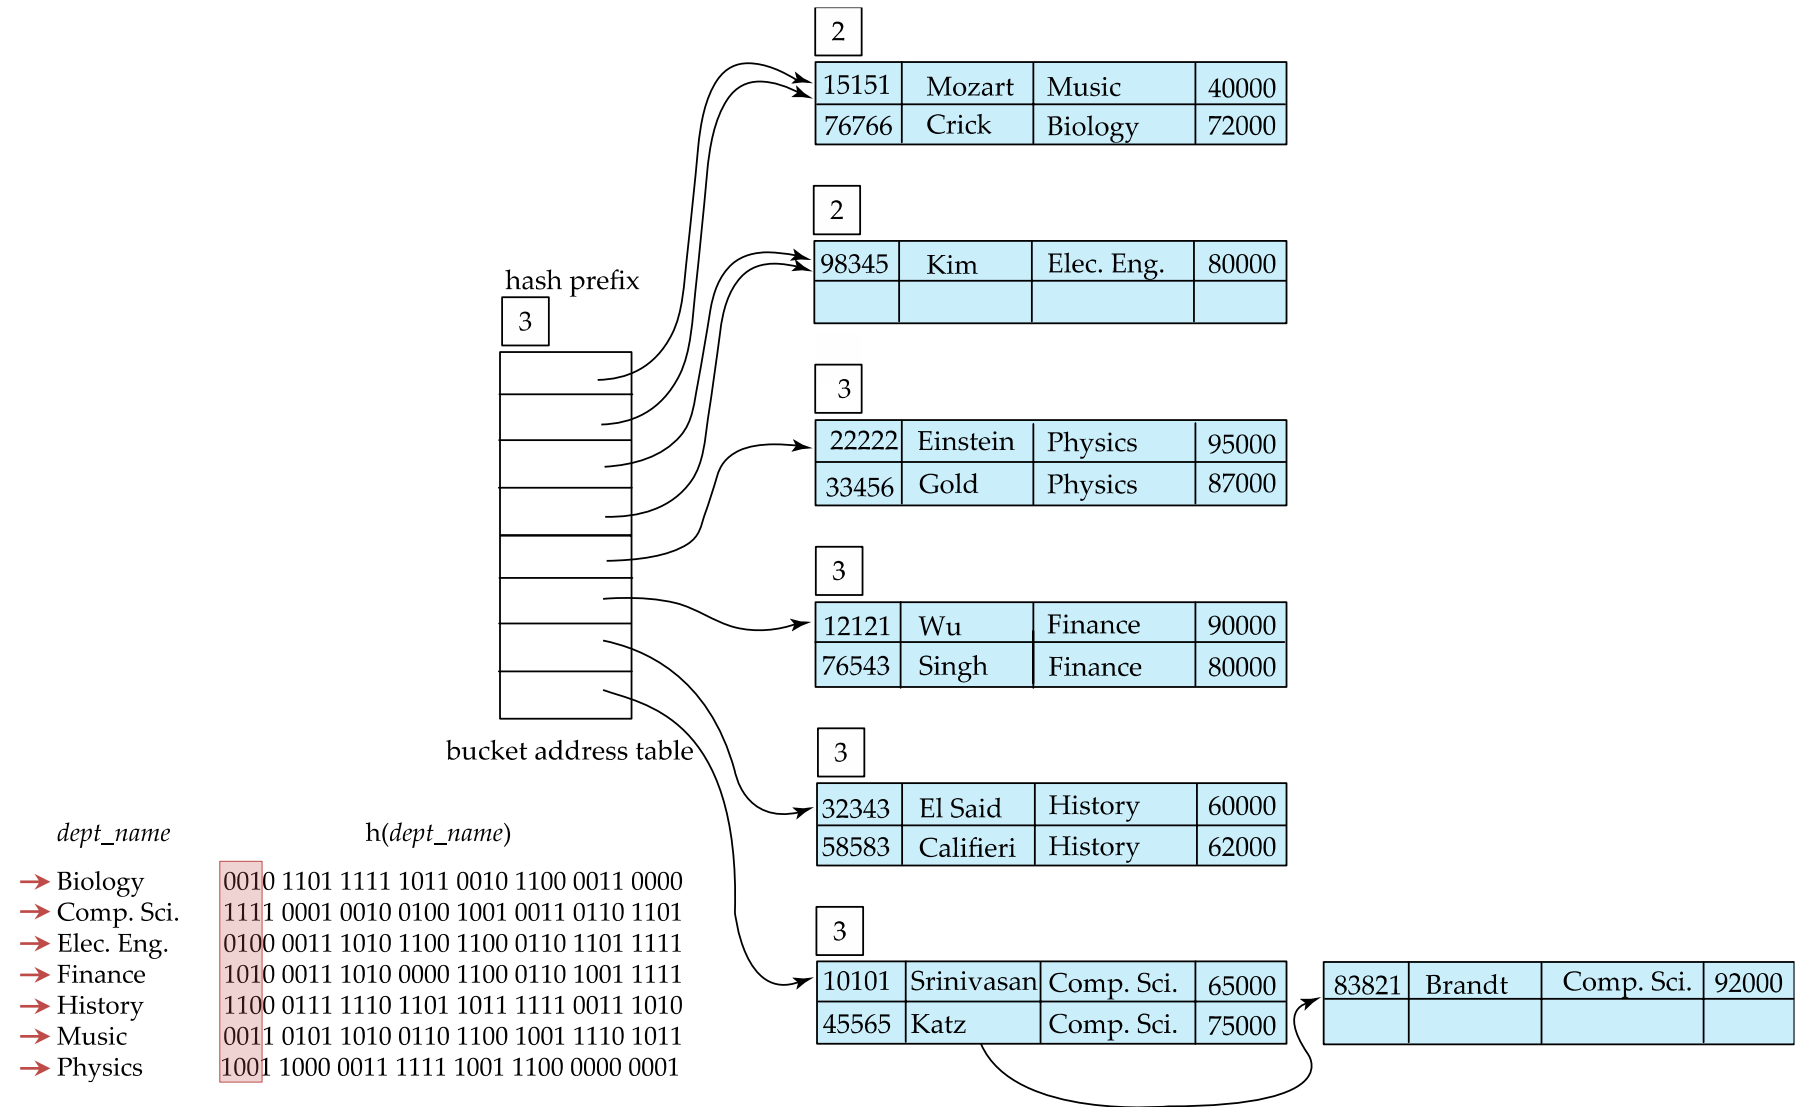 2
15151 Mozart Music 40000
76766 Crick Biology 72000
2
98345 Kim Elec. Eng. 80000
hash prefix
3
3
22222 Einstein Physics 95000
33456 Gold Physics 87000
3
12121 Wu Finance 90000
76543 Singh Finance 80000
bucket address table
3
32343 El Said History 60000
58583 Califieri History 62000
3
10101 Srinivasan Comp. Sci. 65000
45565 Katz Comp. Sci. 75000
83821 Brandt Comp. Sci. 92000
dept_name h(dept_name)
Biology 0010 1101 1111 1011 0010 1100 0011 0000
Comp. Sci. 1111 0001 0010 0100 1001 0011 0110 1101
Elec. Eng. 0100 0011 1010 1100 1100 0110 1101 1111
Finance 1010 0011 1010 0000 1100 0110 1001 1111
History 1100 0111 1110 1101 1011 1111 0011 1010
Music 0011 0101 1010 0110 1100 1001 1110 1011
Physics 1001 1000 0011 1111 1001 1100 0000 0001